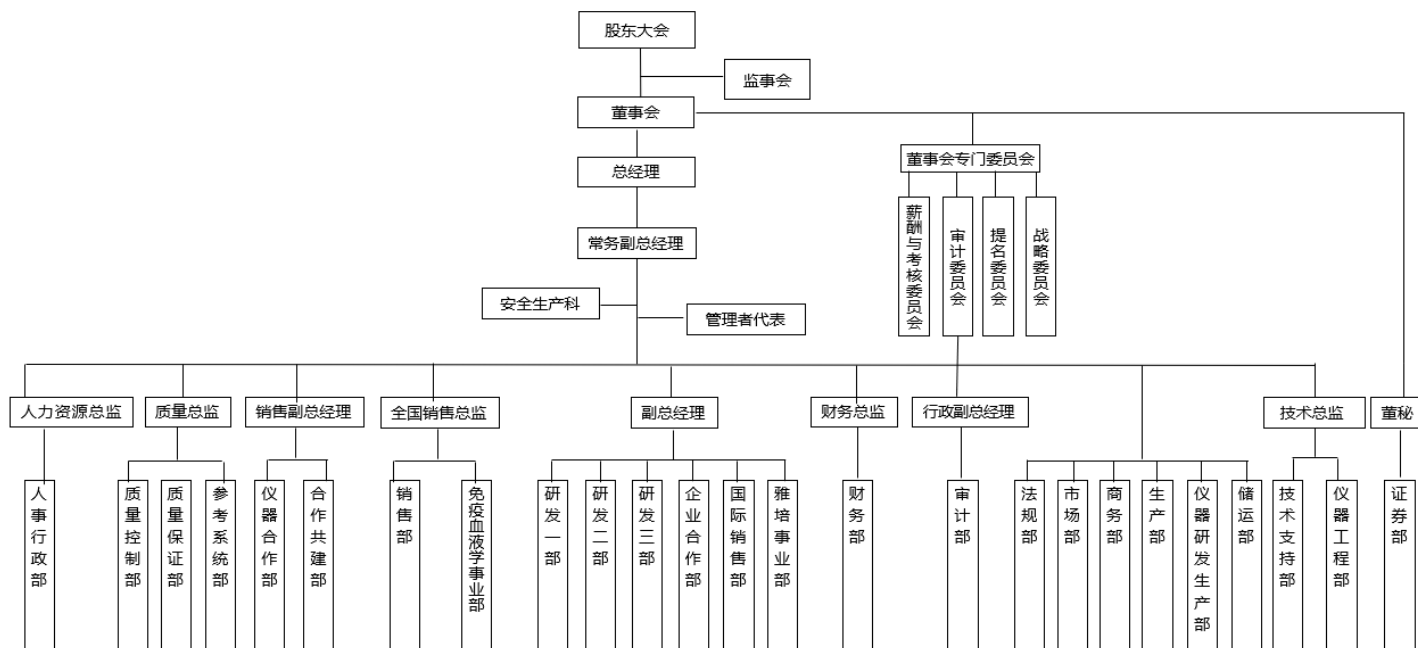 股东大会
监事会
董事会
总经理
董事会专门委员会
薪酬与考核委员会
审计委员会
提名委员会
战略委员会
常务副总经理
安全生产科
管理者代表
人力资源总监
质量总监
销售副总经理
全国销售总监
副总经理
财务总监
行政副总经理
技术总监
董秘
人事行政部
质量控制部
质量保证部
参考系统部
仪器合作部
合作共建部
销售部
免疫血液学事业部
研发一部
研发二部
研发三部
企业合作部
国际销售部
雅培事业部
财务部
审计部
法规部
市场部
商务部
生产部
仪器研发生产部
储运部
技术支持部
仪器工程部
证券部